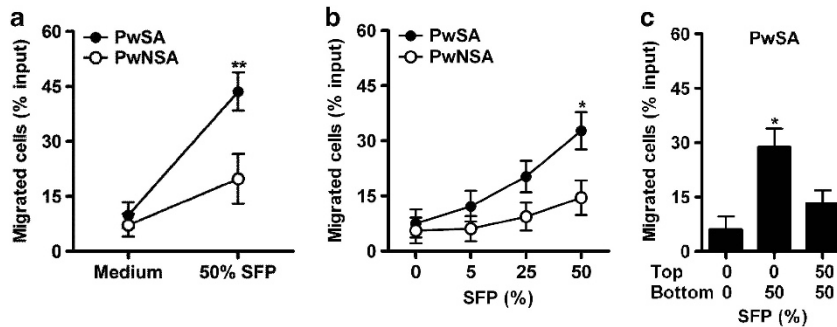 a
PwSA
PwNSA
**
Migrated cells (% input)
60
45
30
15
0
Medium 50% SFP
b
PwSA
PwNSA
*
Migrated cells (% input)
60
45
30
15
0
0 5 25 50
SFP (%)
c
PwSA
*
Migrated cells (% input)
60
45
30
15
0
Top 0 0 50
Bottom 0 50 50
SFP (%)